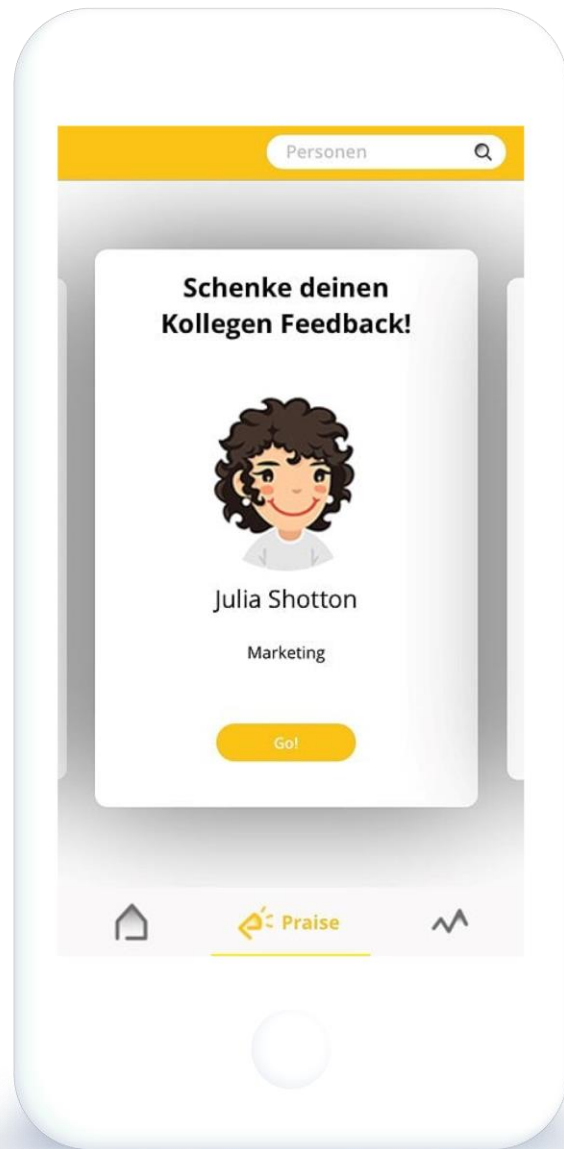 Personen
Schenke deinen
Kollegen Feedback!
Julia Shotton
Marketing
Go!
Praise